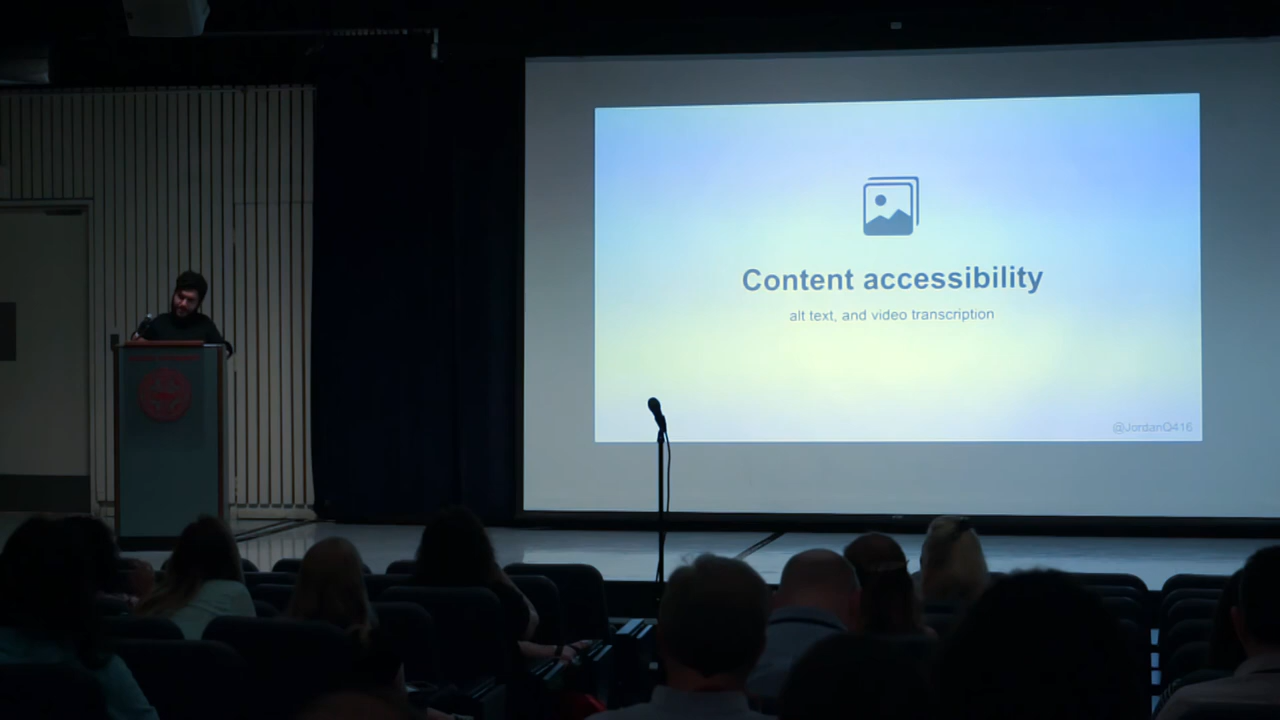 Content accessibility
alt text, and video transcription
@JordanQ416